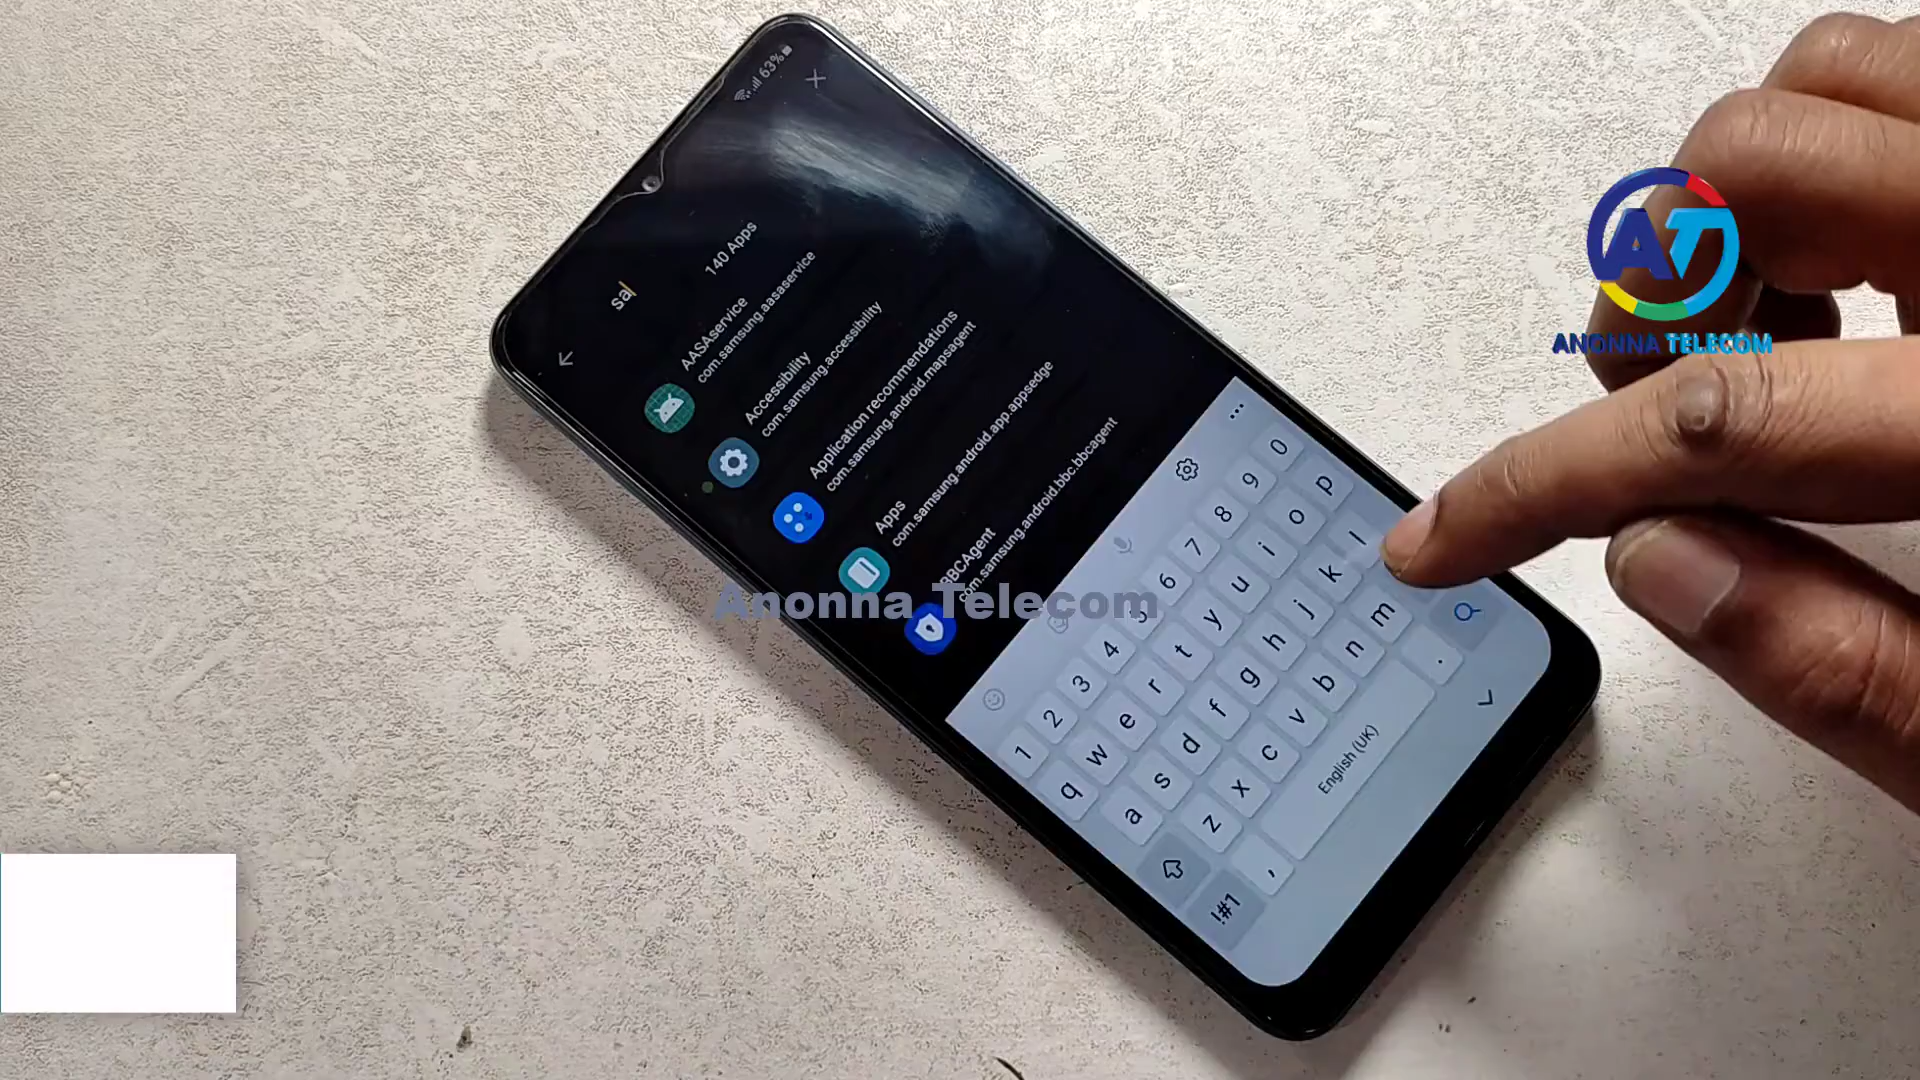 63%
sa
140 Apps
AASAservice
com.samsung.aasaservice
Accessibility
com.samsung.accessibility
Application recommendations
com.samsung.android.mapsagent
Apps
com.samsung.android.app.appsedge
BBCAgent
com.samsung.android.bbc.bbcagent
1 2 3 4 5 6 7 8 9 0
q w e r t y u i o p
a s d f g h j k l
z x c v b n m
!#1 , English (UK) .
AT
ANONNA TELECOM
Anonna Telecom